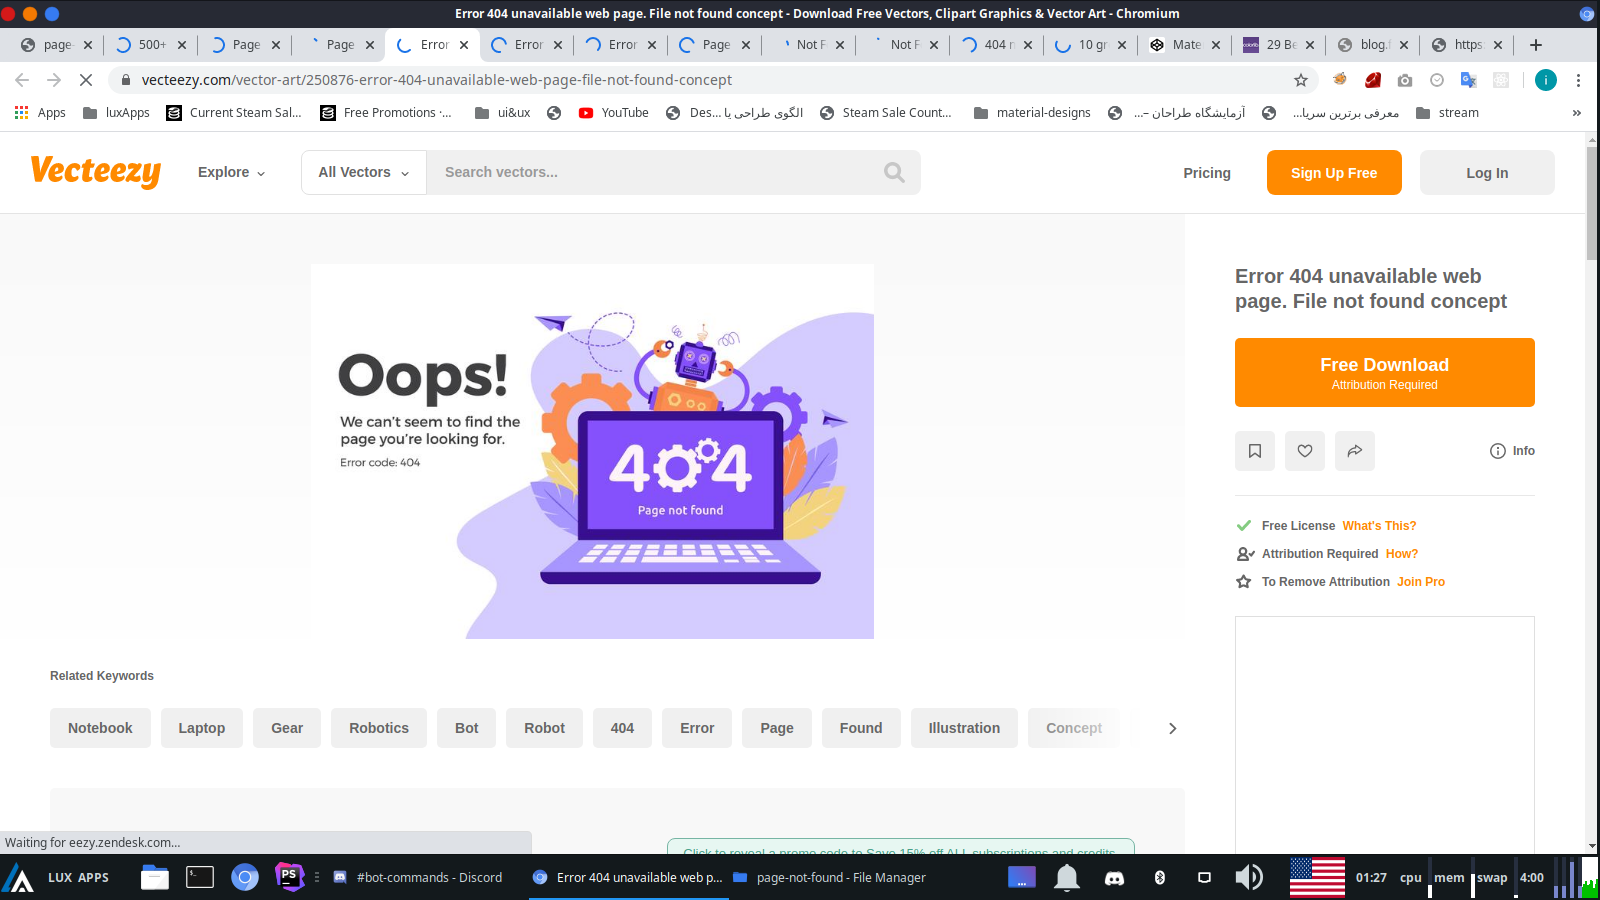 Error 404 unavailable web page. File not found concept - Download Free Vectors, Clipart Graphics & Vector Art - Chromium
page-
500+
Page
Page
Error
Error
Error
Page
Not F
Not F
404 n
10 gr
Mate
29 Be
blog.f
https:
vecteezy.com/vector-art/250876-error-404-unavailable-web-page-file-not-found-concept
i
Apps
luxApps
Current Steam Sal...
Free Promotions ·...
ui&ux
YouTube
الگوی طراحی یا Des...
Steam Sale Count...
material-designs
آزمایشگاه طراحان –...
معرفی برترین سریا...
stream
»
Vecteezy
Explore
All Vectors
Search vectors...
Pricing
Sign Up Free
Log In
Oops!
We can't seem to find the
page you're looking for.
Error code: 404
404
Page not found
Error 404 unavailable web
page. File not found concept
Free Download
Attribution Required
Info
Free License What's This?
Attribution Required How?
To Remove Attribution Join Pro
Related Keywords
Notebook
Laptop
Gear
Robotics
Bot
Robot
404
Error
Page
Found
Illustration
Concept
Click to reveal a promo code to Save 15% off ALL subscriptions and credits
Waiting for eezy.zendesk.com...
LUX APPS
PS
#bot-commands - Discord
Error 404 unavailable web p...
page-not-found - File Manager
01:27
cpu
mem
swap
4:00